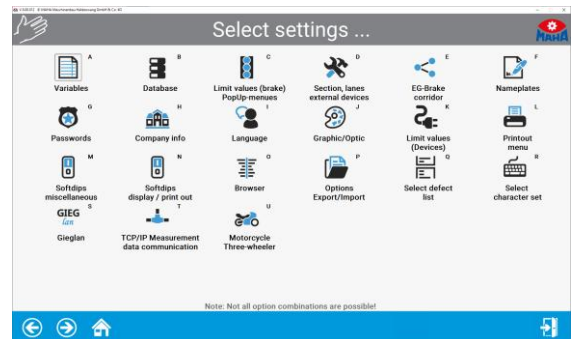 Select settings ...
MAHA
A
B
C
D
E
F
Variables
Database
Limit values (brake)
PopUp-menues
Section, lanes
external devices
EG-Brake
corridor
Nameplates
G
H
I
J
K
L
Passwords
Company info
Language
Graphic/Optic
Limit values
(Devices)
Printout
menu
M
N
O
P
Q
R
Softdips
miscellaneous
Softdips
display / print out
Browser
Options
Export/Import
Select defect
list
Select
character set
GIEG
lan
S
T
U
Gieglan
TCP/IP Measurement
data communication
Motorcycle
Three-wheeler
Note: Not all option combinations are possible!